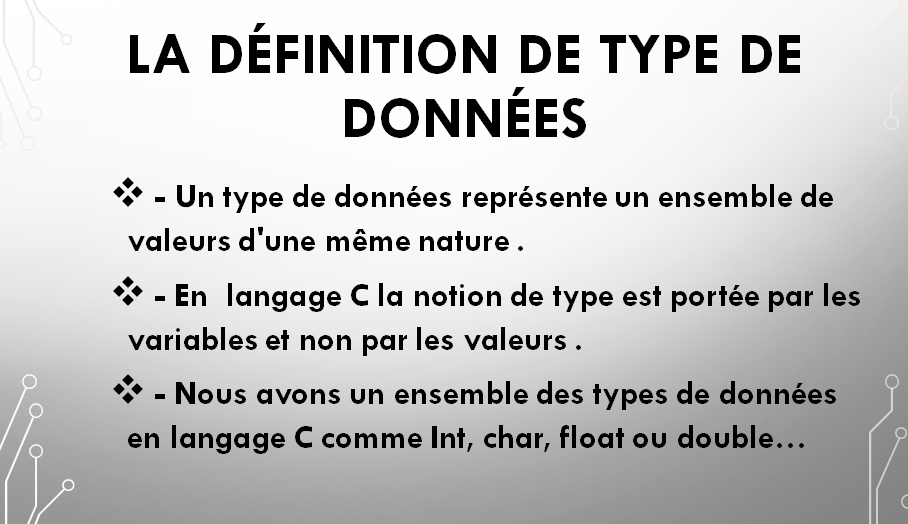 LA DÉFINITION DE TYPE DE
DONNÉES
❖ - Un type de données représente un ensemble de
valeurs d'une même nature .
❖ - En langage C la notion de type est portée par les
variables et non par les valeurs .
❖ - Nous avons un ensemble des types de données
en langage C comme Int, char, float ou double...